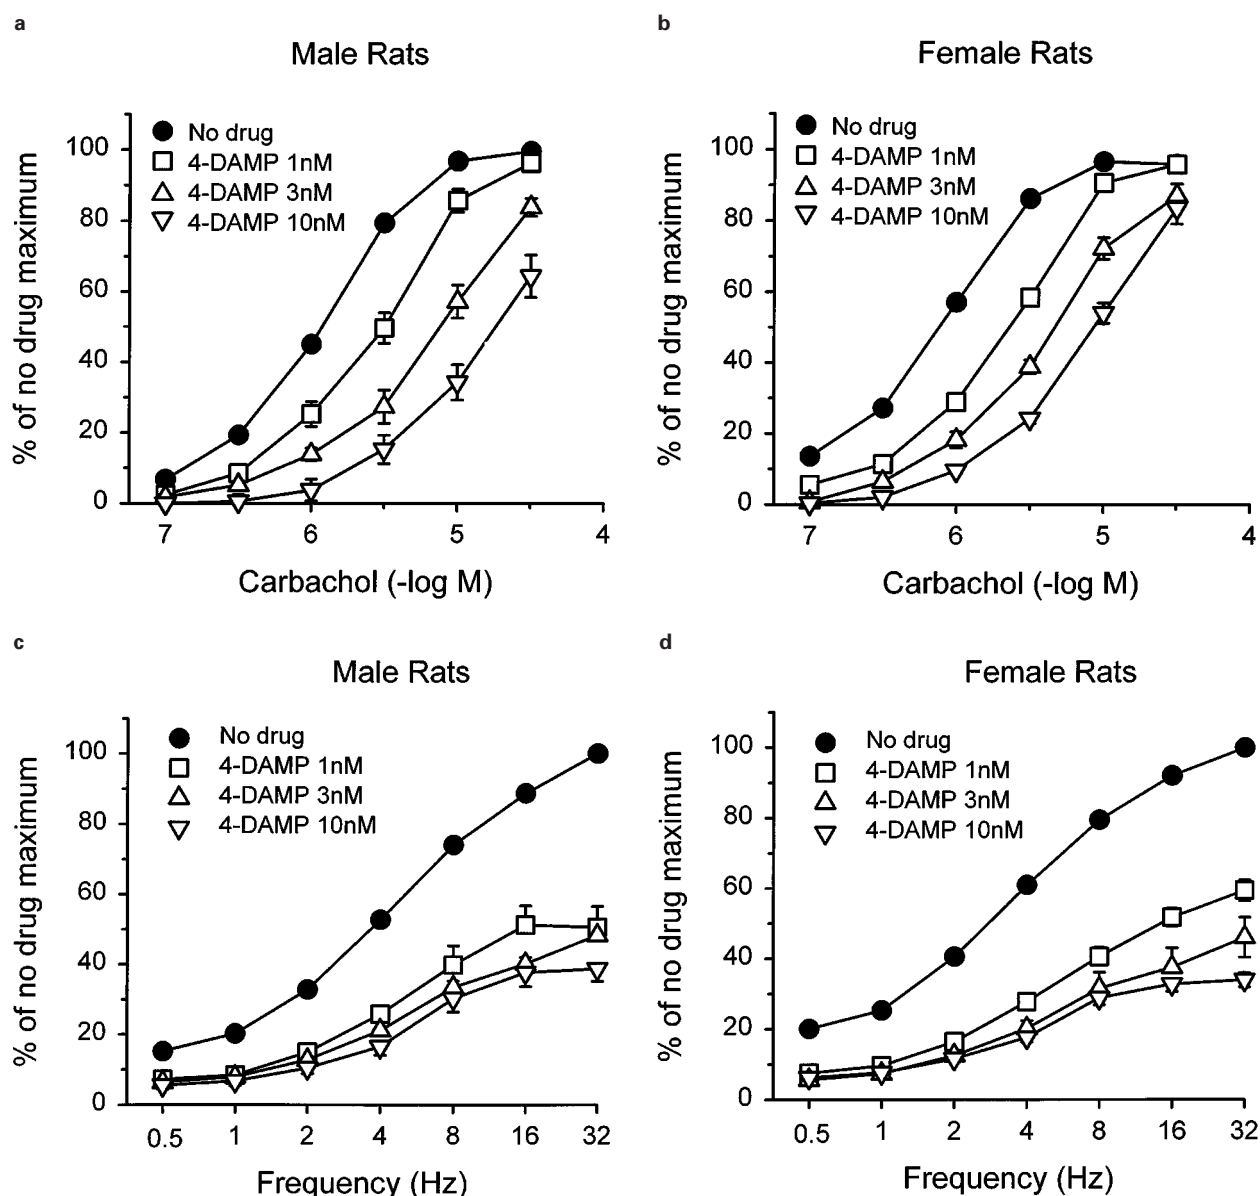 a
Male Rats
% of no drug maximum
100
80
60
40
20
0
No drug
4-DAMP 1nM
4-DAMP 3nM
4-DAMP 10nM
7 6 5 4
Carbachol (-log M)
b
Female Rats
% of no drug maximum
100
80
60
40
20
0
No drug
4-DAMP 1nM
4-DAMP 3nM
4-DAMP 10nM
7 6 5 4
Carbachol (-log M)
c
Male Rats
% of no drug maximum
100
80
60
40
20
0
No drug
4-DAMP 1nM
4-DAMP 3nM
4-DAMP 10nM
0.5 1 2 4 8 16 32
Frequency (Hz)
d
Female Rats
% of no drug maximum
100
80
60
40
20
0
No drug
4-DAMP 1nM
4-DAMP 3nM
4-DAMP 10nM
0.5 1 2 4 8 16 32
Frequency (Hz)